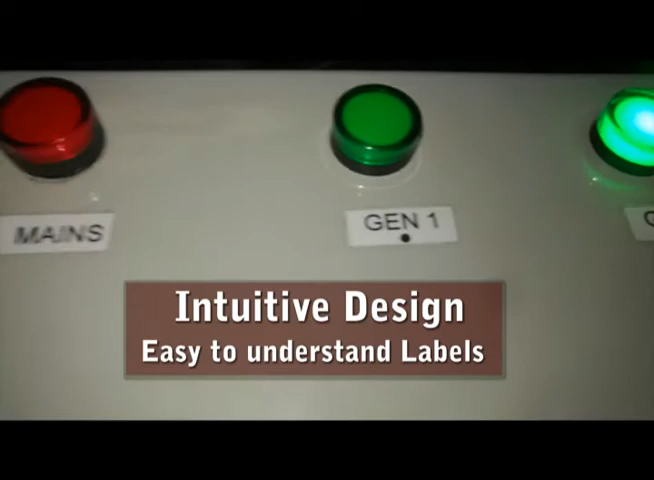 MAINS
GEN 1
Intuitive Design
Easy to understand Labels